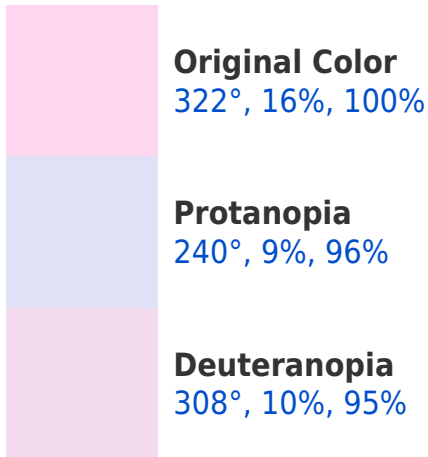 Original Color
322°, 16%, 100%
Protanopia
240°, 9%, 96%
Deuteranopia
308°, 10%, 95%